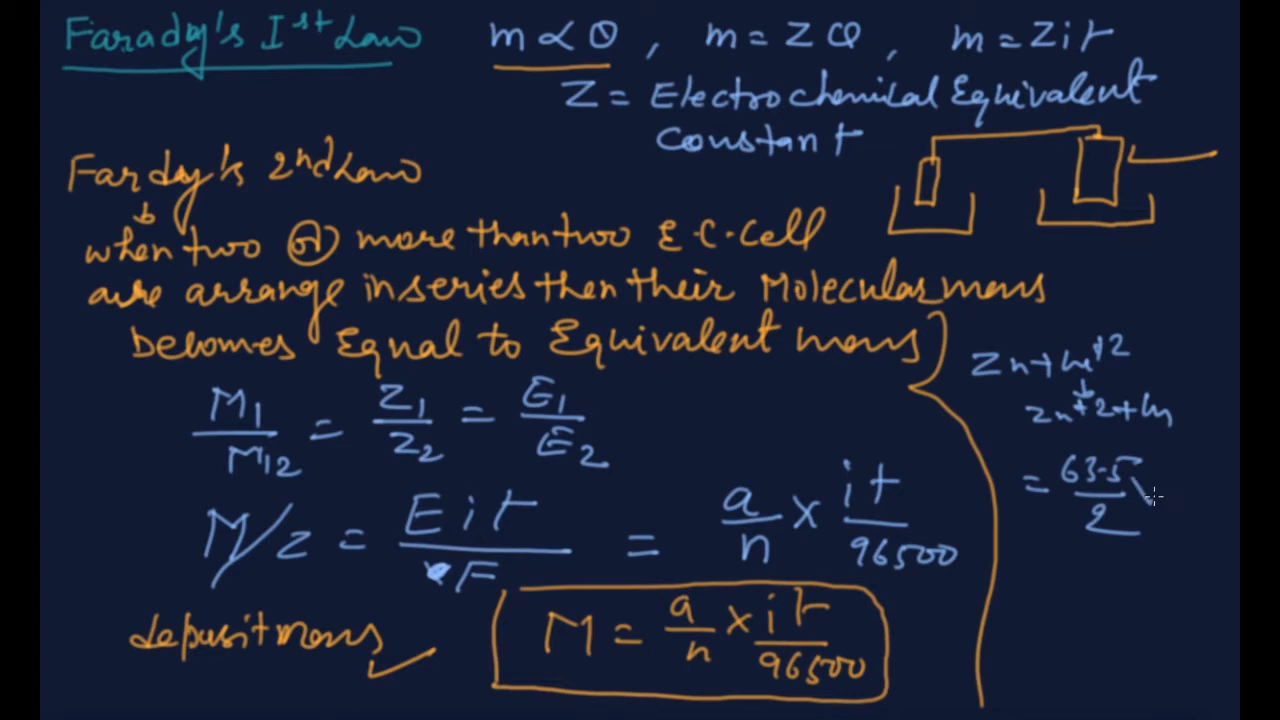 Farady's Ist Law m ∝ Q , m = ZQ , m = Zit
Z = Electrochemical Equivalent
Constant
Fardy's 2nd Law
when two or more than two E.C.Cell
are arrange in series then their Molecular mass
becomes Equal to Equivalent mass
M1/M2 = Z1/Z2 = E1/E2
M/z = Eit/F = a/n × it/96500
deposit mass M = a/n × it/96500
Zn + Cu+2
↓
Zn+2 + Cu
= 63.5/2